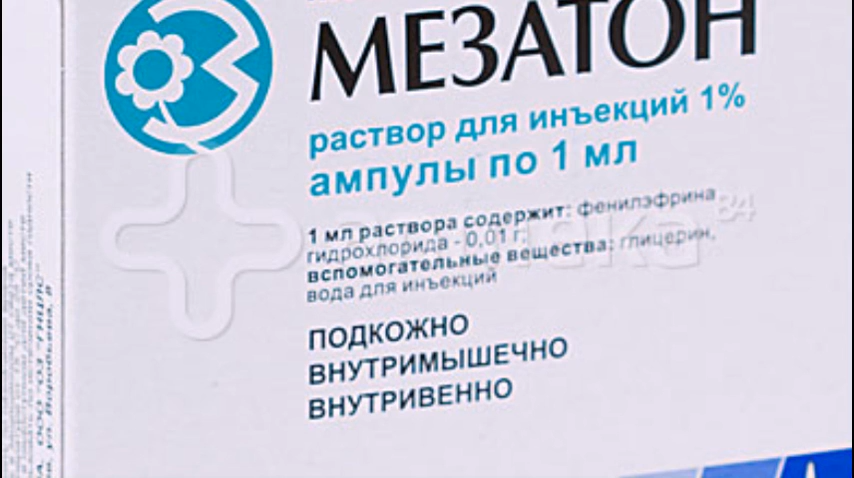 МЕЗАТОН
раствор для инъекций 1%
ампулы по 1 мл
1 мл раствора содержит: фенилэфрина
гидрохлорида - 0,01 г;
вспомогательные вещества: глицерин,
вода для инъекций
ПОДКОЖНО
ВНУТРИМЫШЕЧНО
ВНУТРИВЕННО